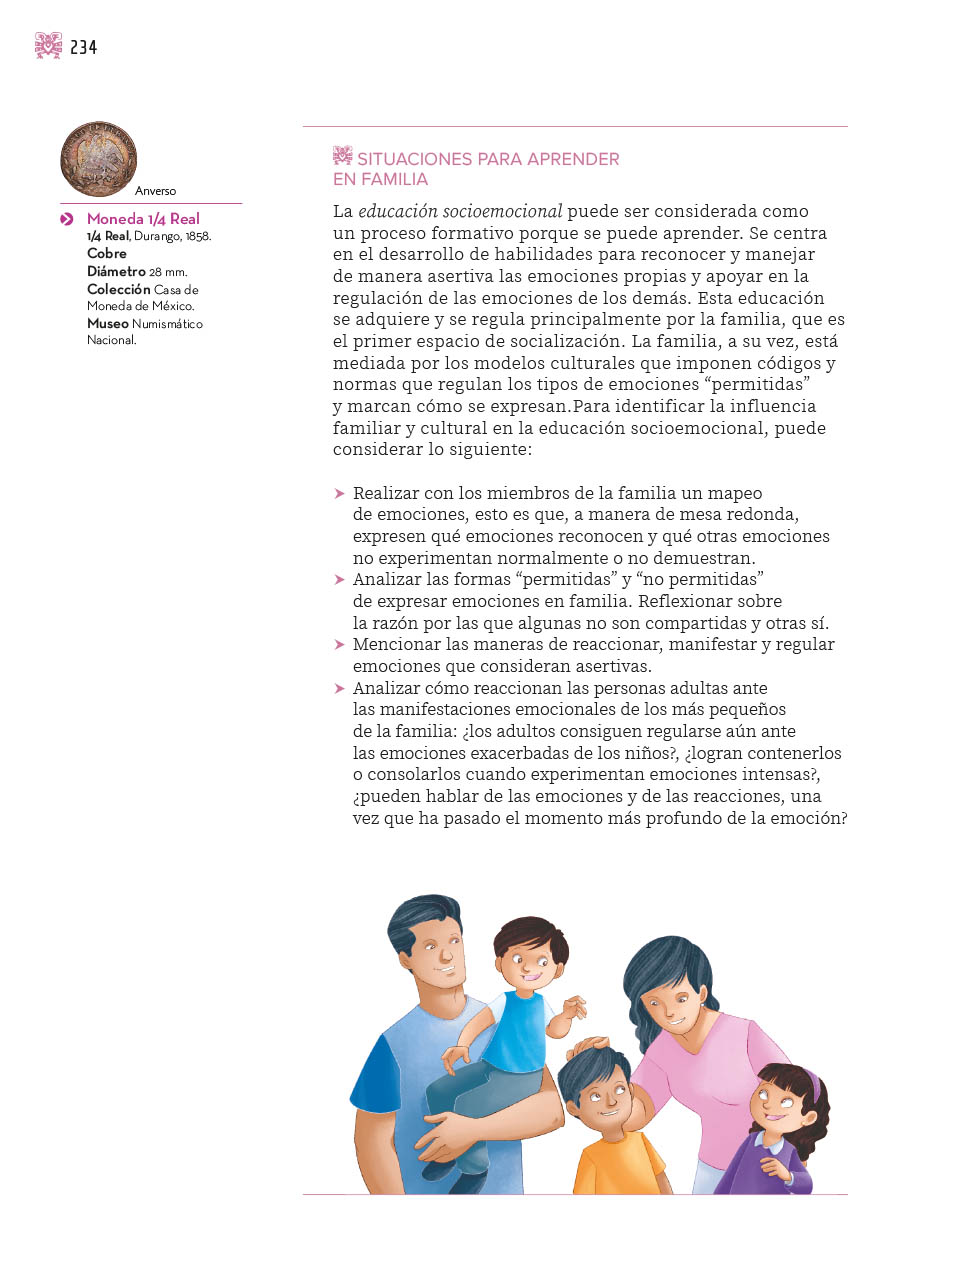 234
Anverso
Moneda 1/4 Real
1/4 Real, Durango, 1858.
Cobre
Diámetro 28 mm.
Colección Casa de
Moneda de México.
Museo Numismático
Nacional.
SITUACIONES PARA APRENDER
EN FAMILIA
La educación socioemocional puede ser considerada como
un proceso formativo porque se puede aprender. Se centra
en el desarrollo de habilidades para reconocer y manejar
de manera asertiva las emociones propias y apoyar en la
regulación de las emociones de los demás. Esta educación
se adquiere y se regula principalmente por la familia, que es
el primer espacio de socialización. La familia, a su vez, está
mediada por los modelos culturales que imponen códigos y
normas que regulan los tipos de emociones “permitidas”
y marcan cómo se expresan.Para identificar la influencia
familiar y cultural en la educación socioemocional, puede
considerar lo siguiente:
➤ Realizar con los miembros de la familia un mapeo
de emociones, esto es que, a manera de mesa redonda,
expresen qué emociones reconocen y qué otras emociones
no experimentan normalmente o no demuestran.
➤ Analizar las formas “permitidas” y “no permitidas”
de expresar emociones en familia. Reflexionar sobre
la razón por las que algunas no son compartidas y otras sí.
➤ Mencionar las maneras de reaccionar, manifestar y regular
emociones que consideran asertivas.
➤ Analizar cómo reaccionan las personas adultas ante
las manifestaciones emocionales de los más pequeños
de la familia: ¿los adultos consiguen regularse aún ante
las emociones exacerbadas de los niños?, ¿logran contenerlos
o consolarlos cuando experimentan emociones intensas?,
¿pueden hablar de las emociones y de las reacciones, una
vez que ha pasado el momento más profundo de la emoción?